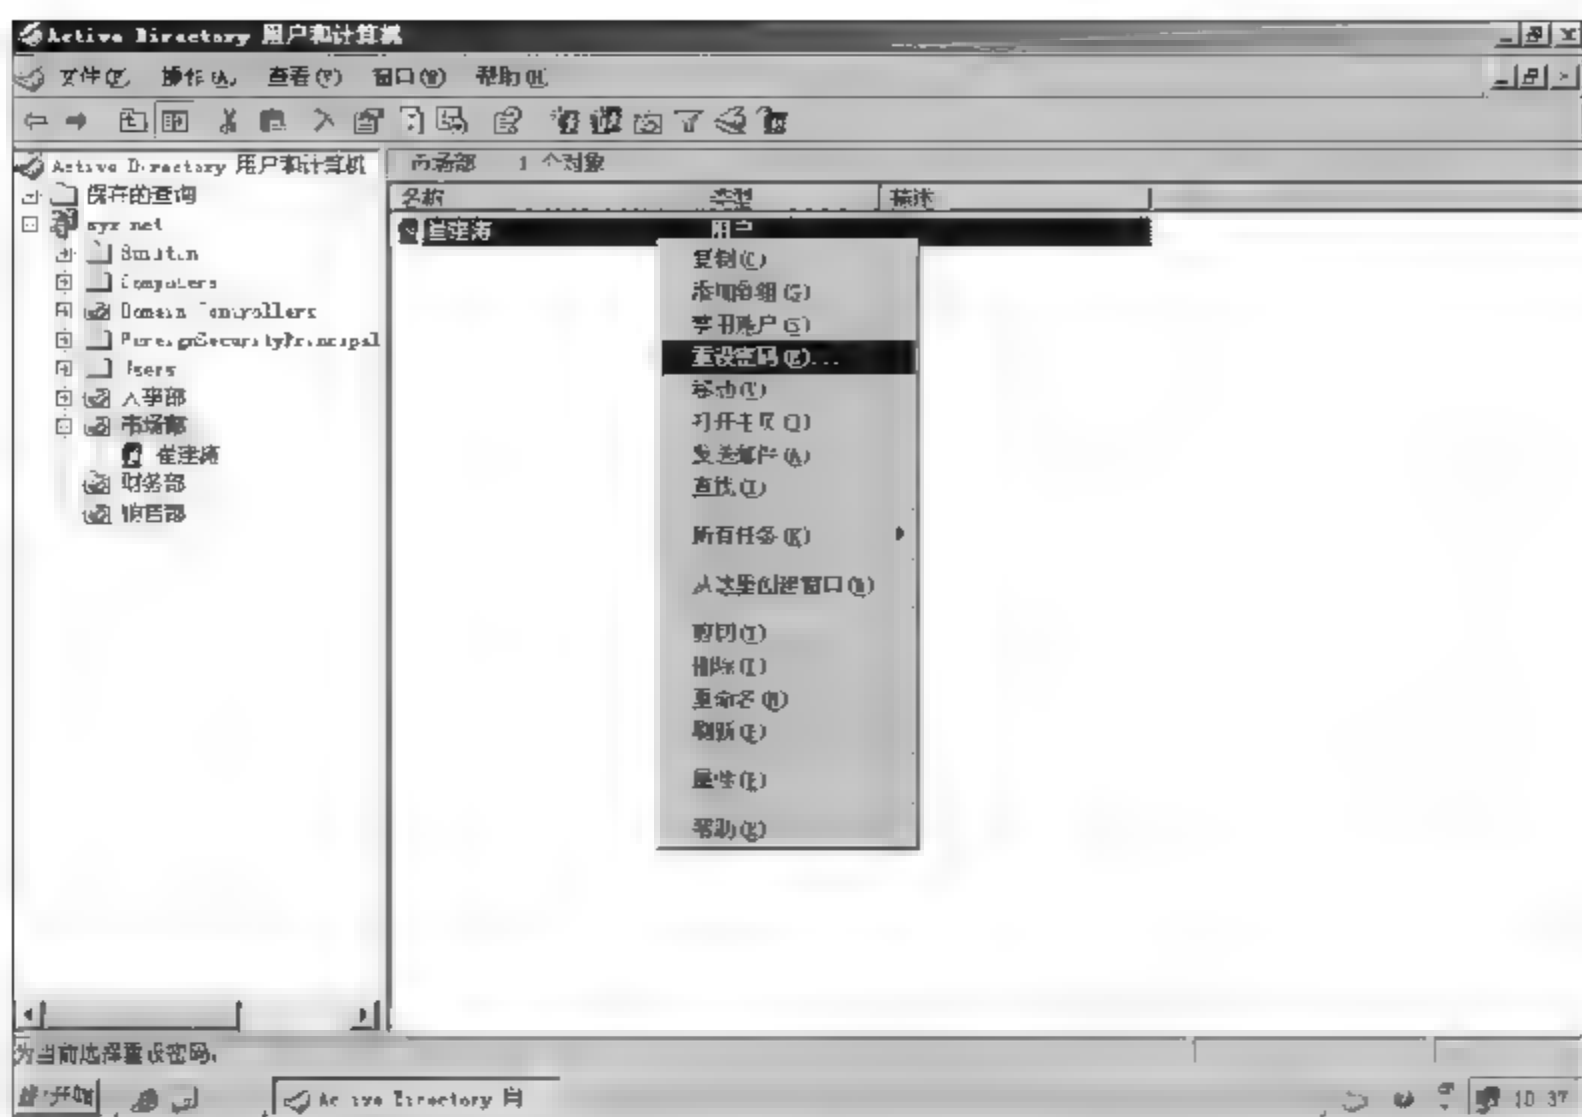 Active Directory 用户和计算机
文件(F) 操作(A) 查看(V) 窗口(W) 帮助(H)
Active Directory 用户和计算机
市场部 1 个对象
保存的查询
名称 类型 描述
net
崔建涛 用户
Builtin
Computers
Domain Controllers
ForeignSecurityPrincipal
Users
人事部
市场部
崔建涛
财务部
销售部
复制(C)
添加到组(G)
禁用账户(S)
重设密码(E)...
移动(V)
打开主页(O)
发送邮件(A)
查找(I)
所有任务(K)
从这里创建窗口(W)
剪切(T)
删除(D)
重命名(M)
刷新(F)
属性(R)
帮助(H)
为当前选择重设密码。
开始
Active Directory 用
10:37